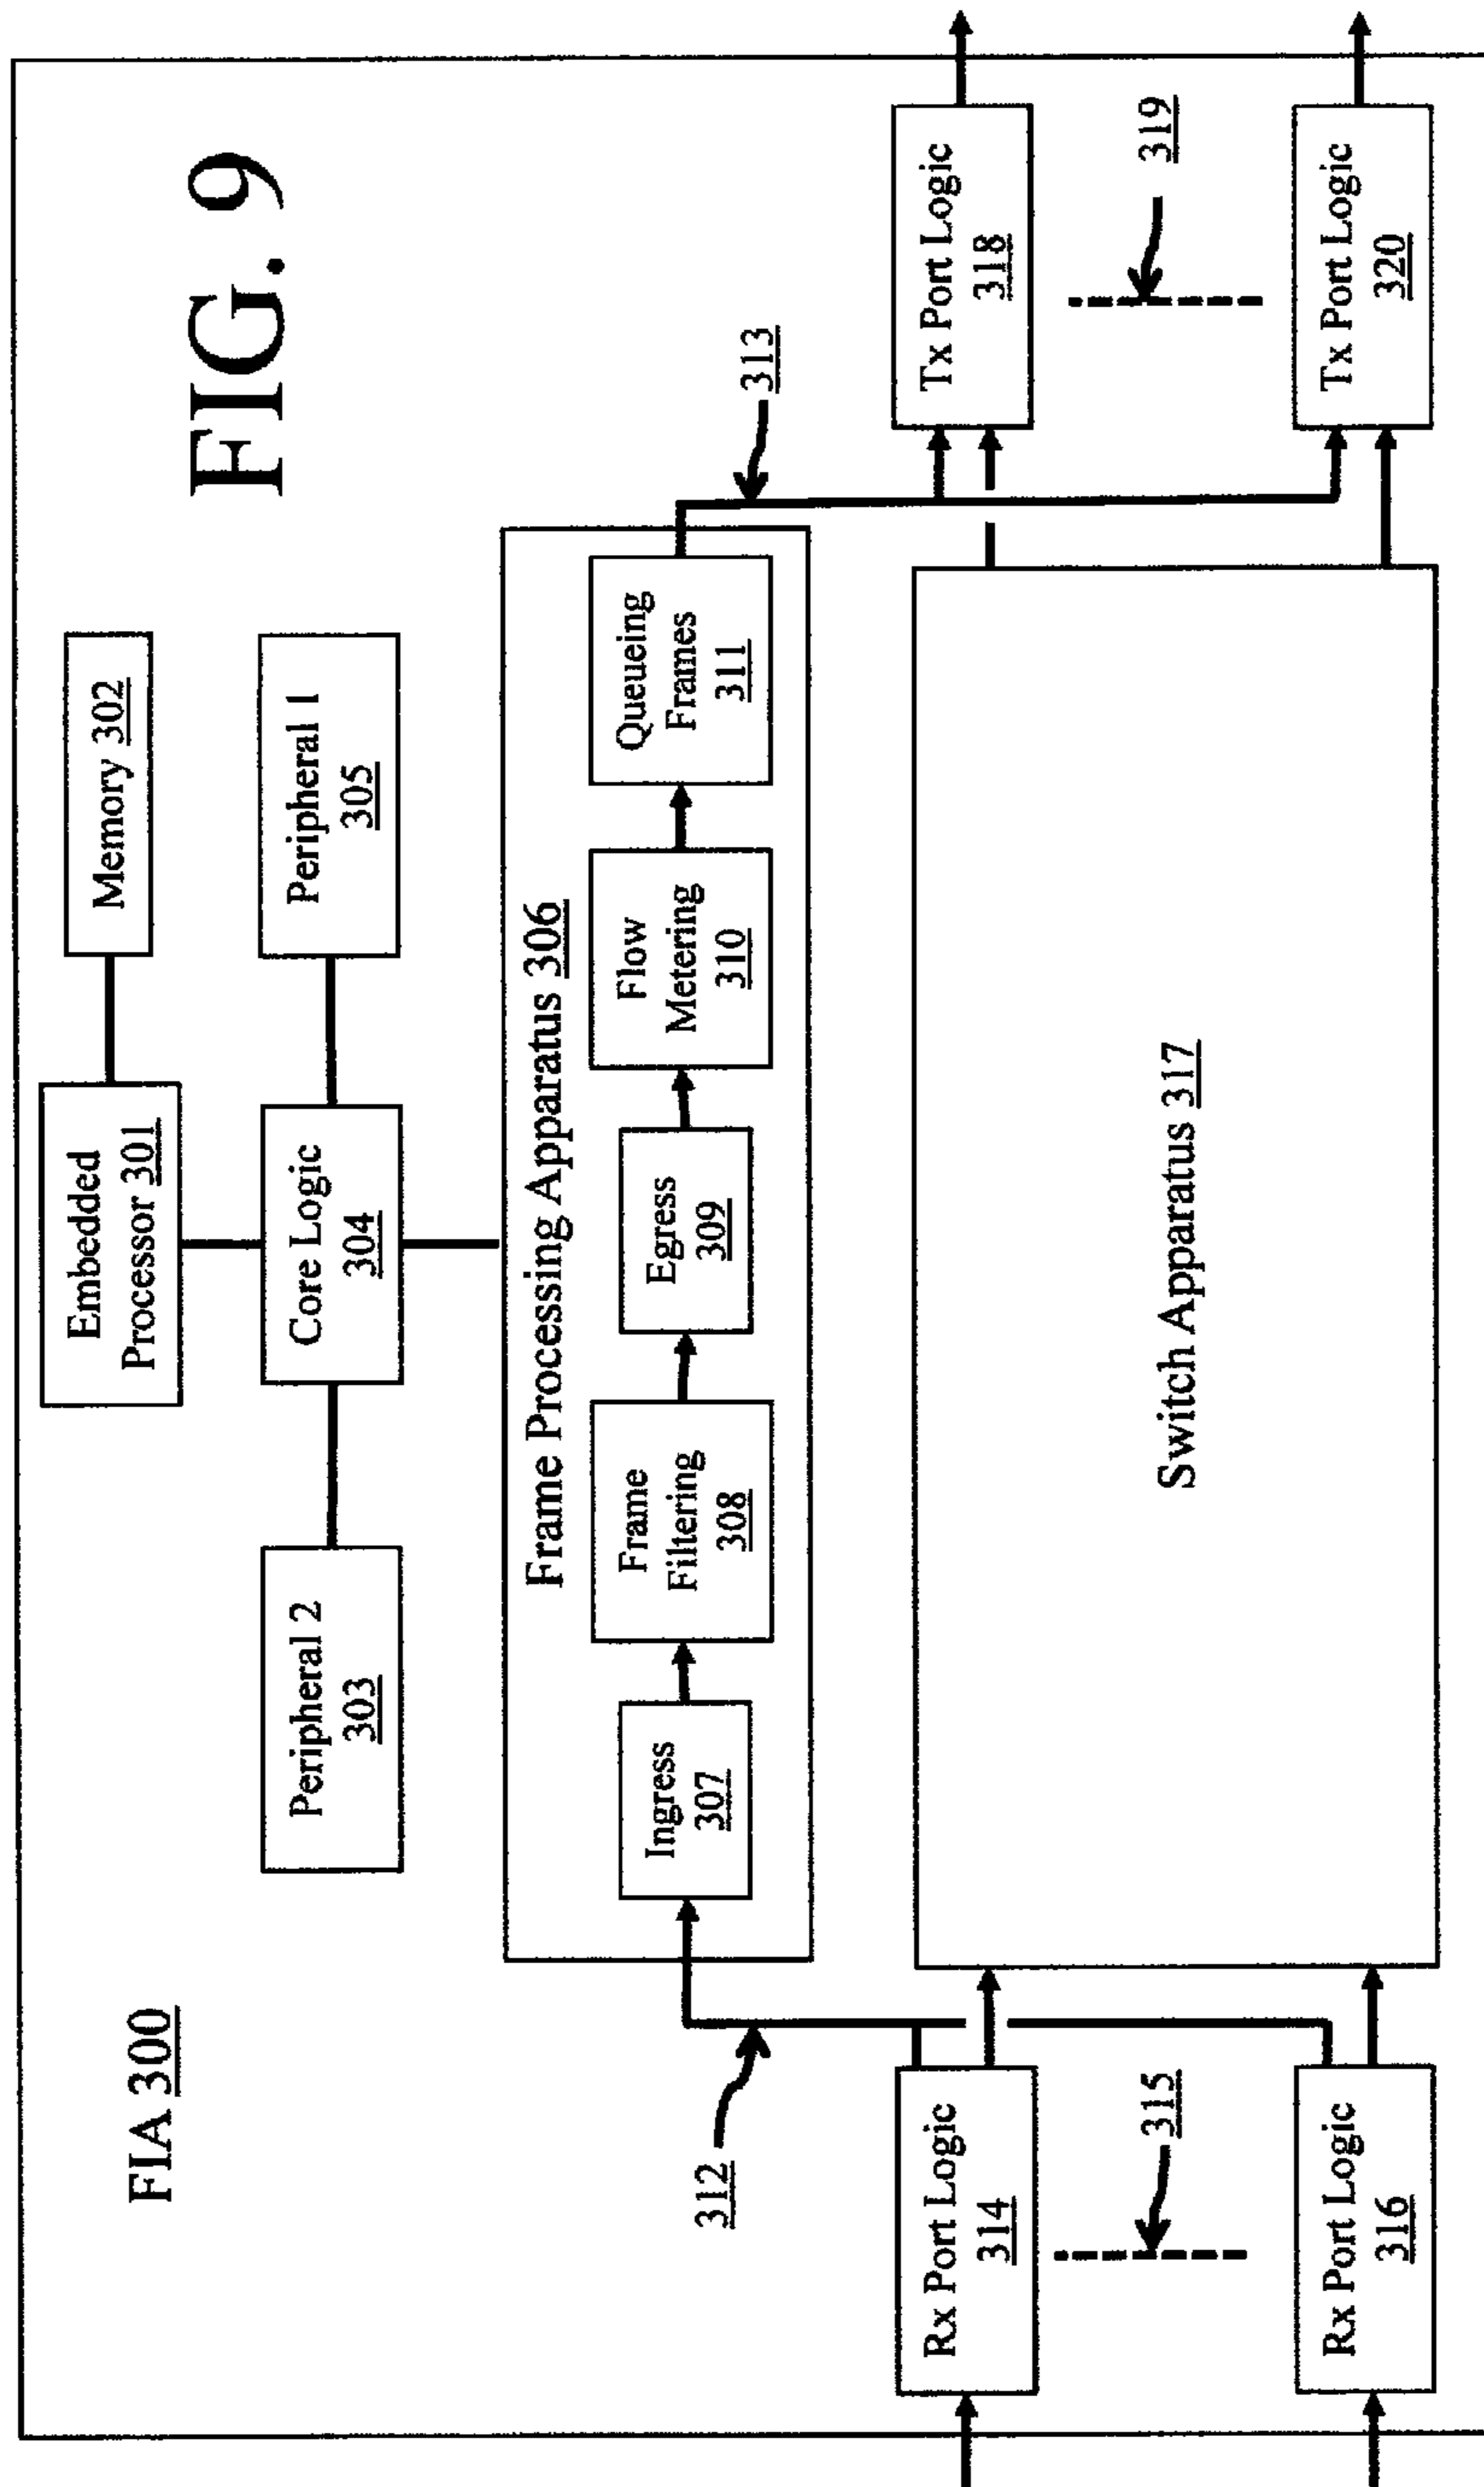 FIG. 9
FIA 300
Embedded
Processor 301
Memory 302
Peripheral 2
303
Core Logic
304
Peripheral 1
305
Frame Processing Apparatus 306
Ingress
307
Frame
Filtering
308
Egress
309
Flow
Metering
310
Queueing
Frames
311
312
313
Rx Port Logic
314
315
Rx Port Logic
316
Switch Apparatus 317
Tx Port Logic
318
319
Tx Port Logic
320